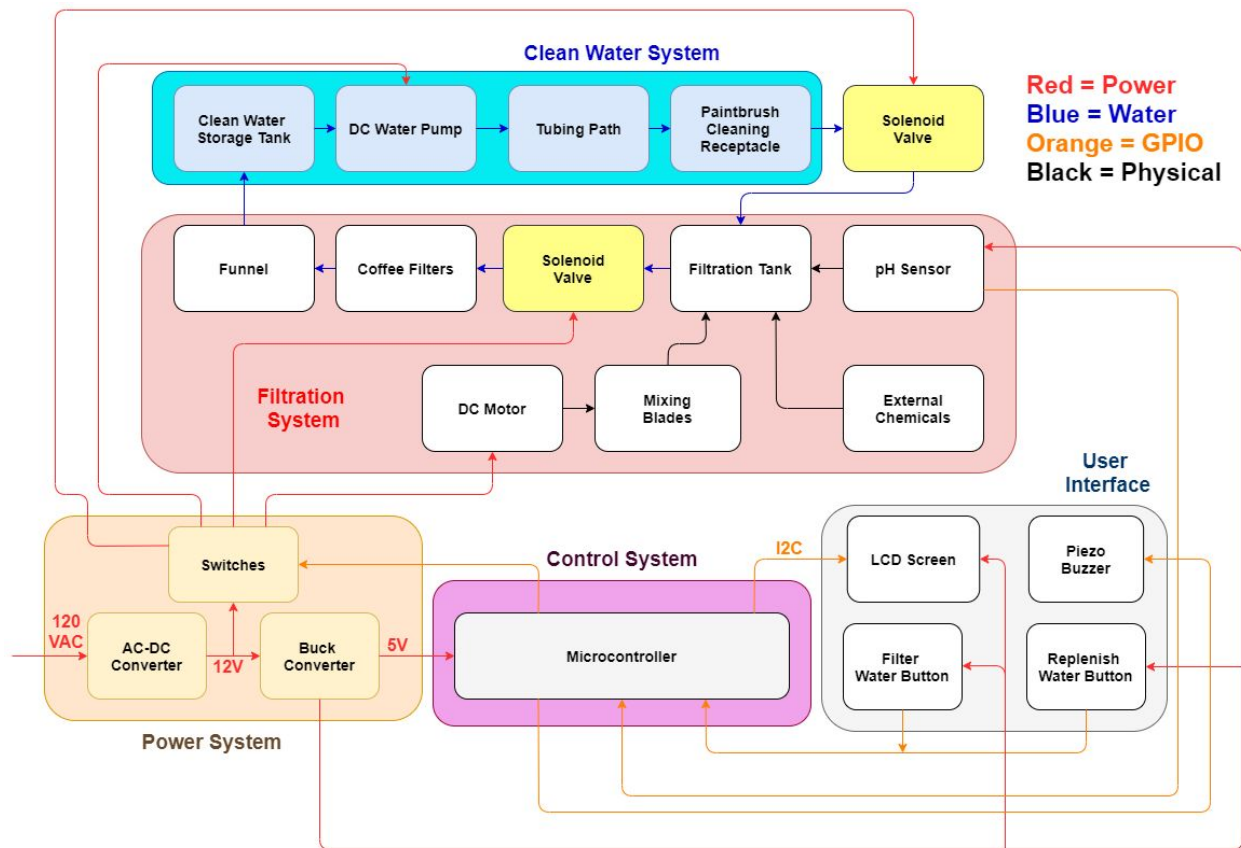 Clean Water System
Red = Power
Blue = Water
Orange = GPIO
Black = Physical
Clean Water
Storage Tank
DC Water Pump
Tubing Path
Paintbrush
Cleaning
Receptacle
Solenoid
Valve
Funnel
Coffee Filters
Solenoid
Valve
Filtration Tank
pH Sensor
Filtration
System
DC Motor
Mixing
Blades
External
Chemicals
User
Interface
Switches
Control System
I2C
LCD Screen
Piezo
Buzzer
120
VAC
AC-DC
Converter
12V
Buck
Converter
5V
Microcontroller
Filter
Water Button
Replenish
Water Button
Power System